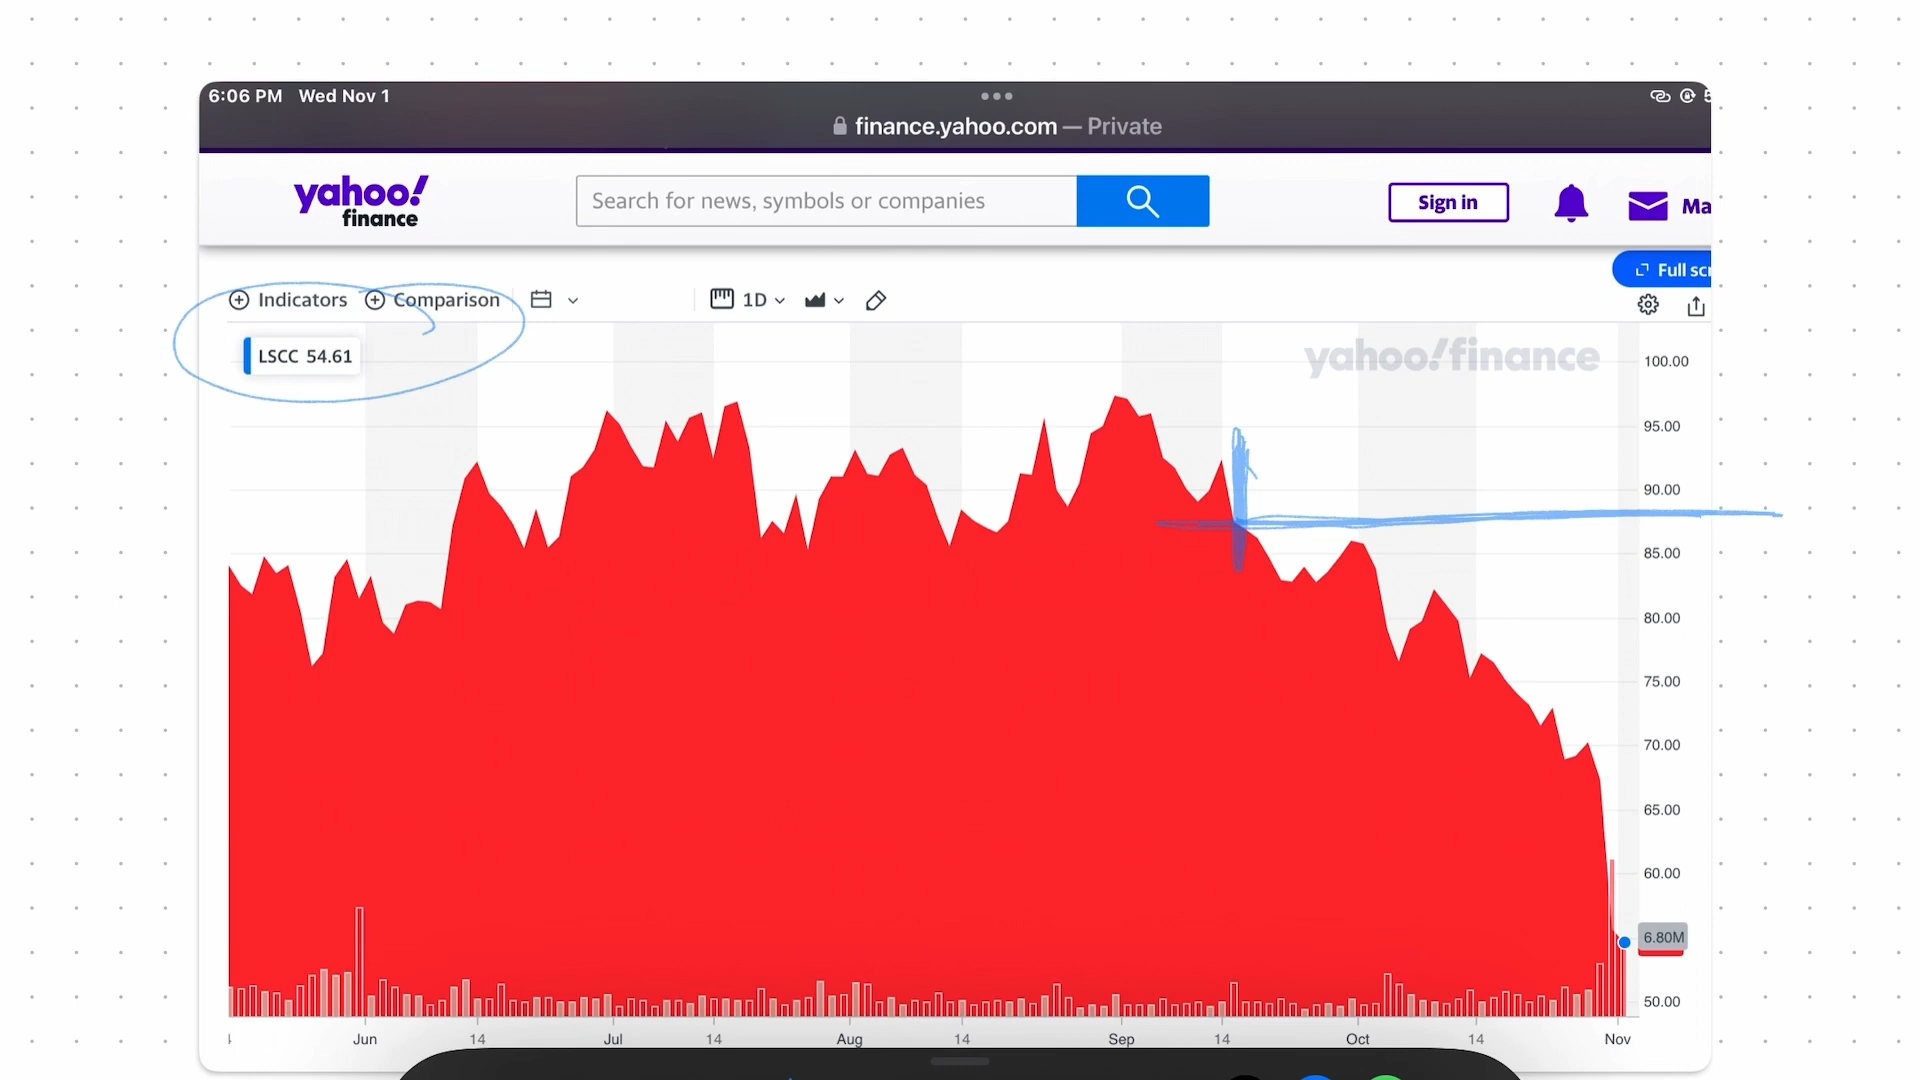 6:06 PM Wed Nov 1
finance.yahoo.com — Private
yahoo!
finance
Search for news, symbols or companies
Sign in
Ma
Full scr
Indicators
Comparison
1D
LSCC 54.61
yahoo!finance
100.00
95.00
90.00
85.00
80.00
75.00
70.00
65.00
60.00
6.80M
50.00
Jun 14 Jul 14 Aug 14 Sep 14 Oct 14 Nov